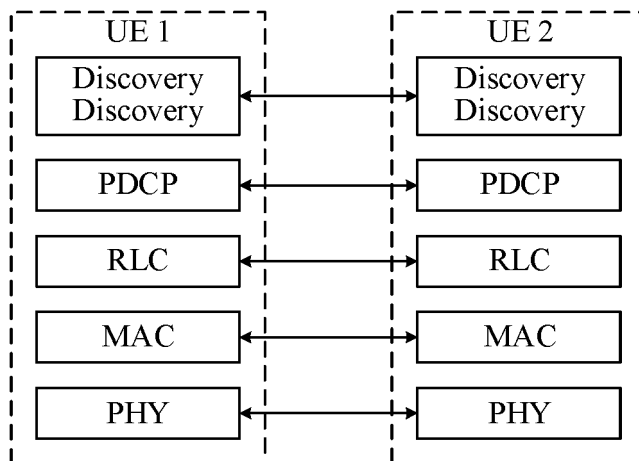 UE 1
Discovery
Discovery
PDCP
RLC
MAC
PHY
UE 2
Discovery
Discovery
PDCP
RLC
MAC
PHY